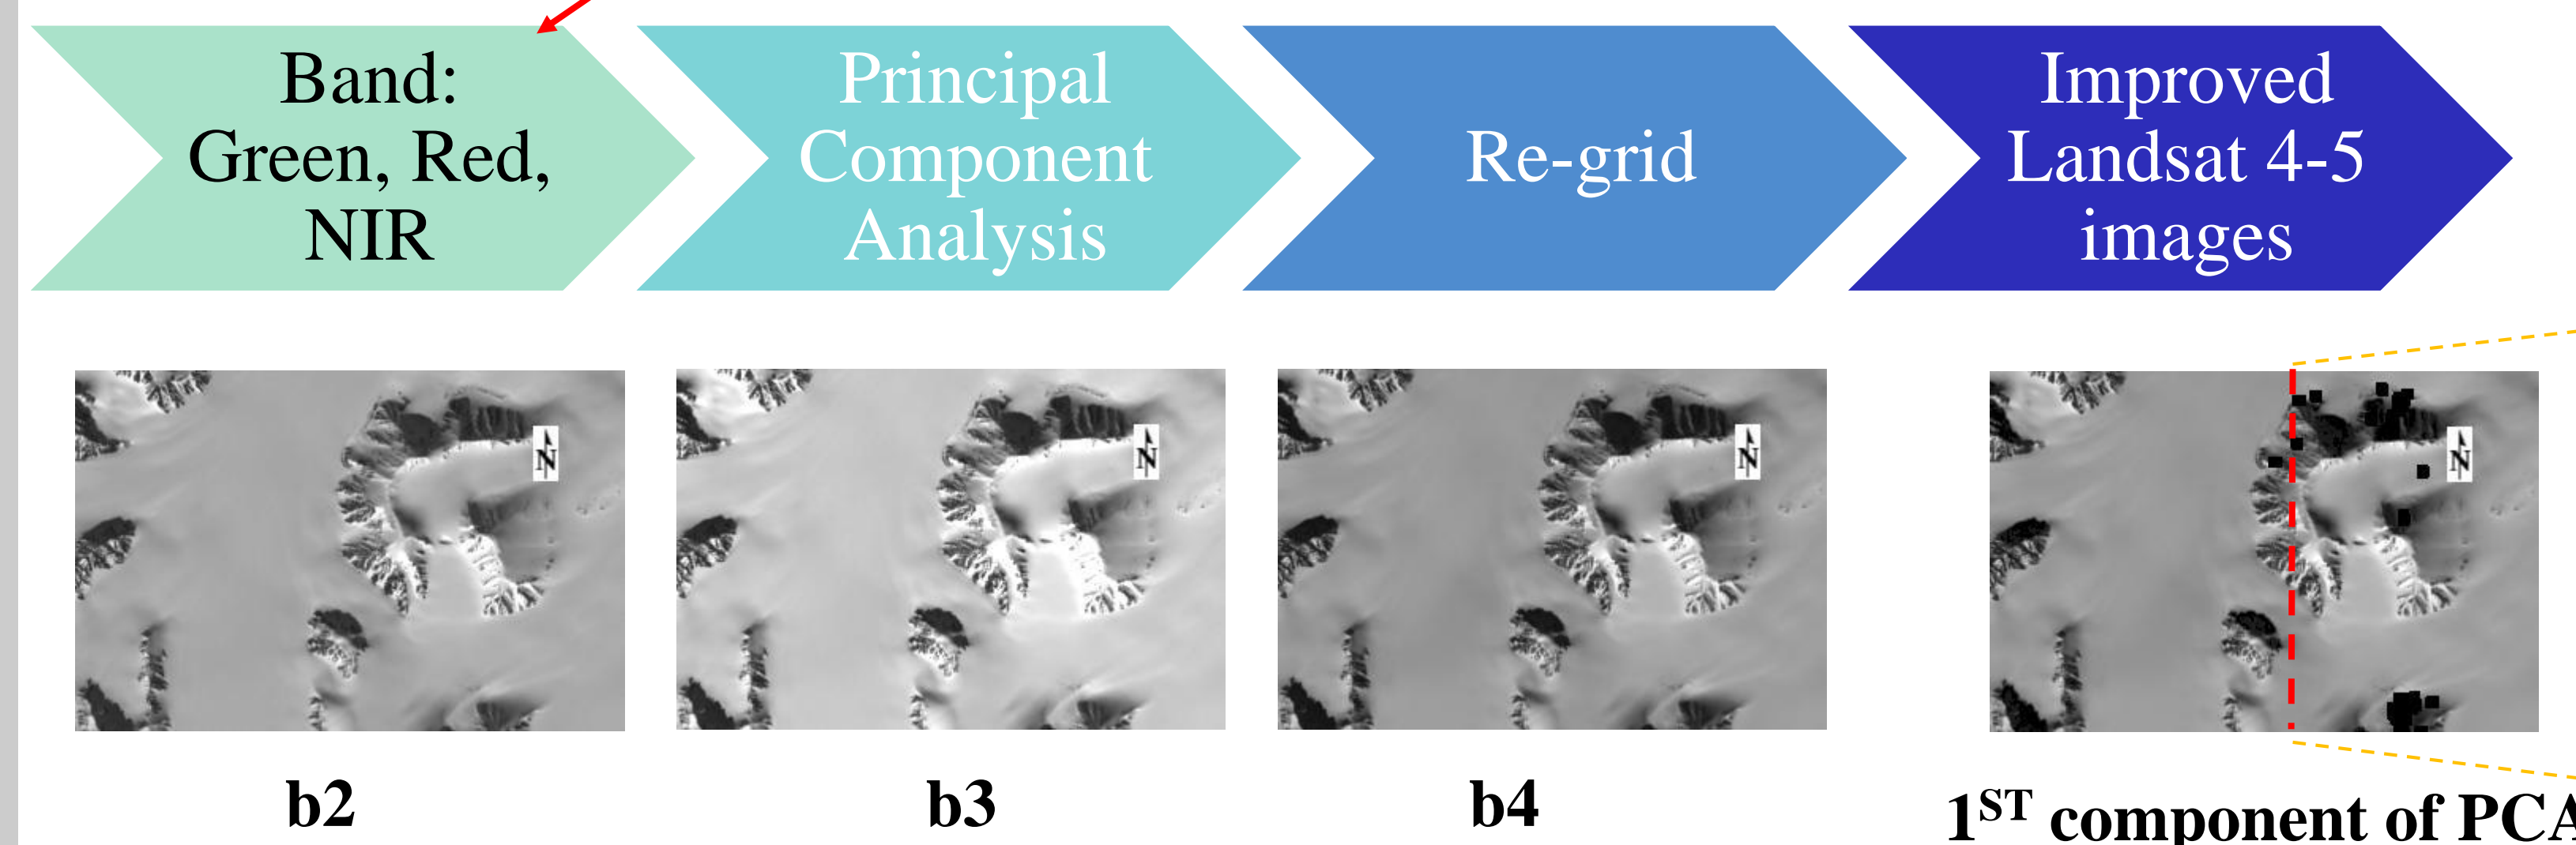 Band:
Green, Red,
NIR
Principal
Component
Analysis
Re-grid
Improved
Landsat 4-5
images
N
N
N
N
b2
b3
b4
1ST component of PCA